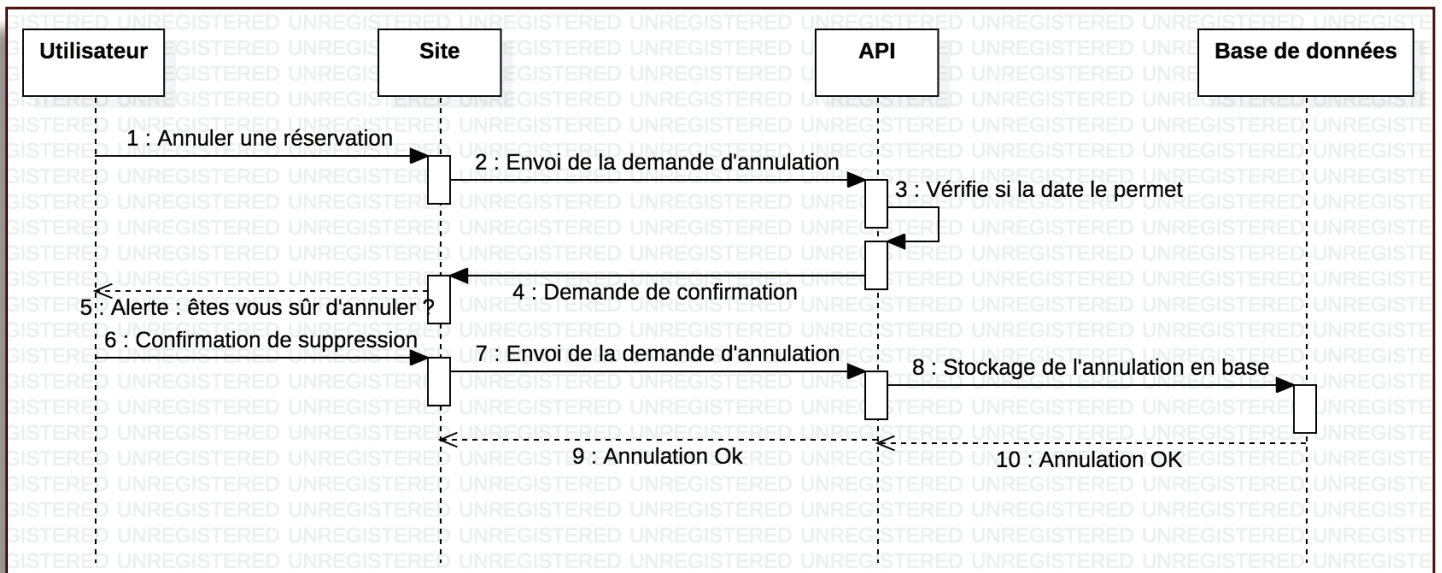 Utilisateur
Site
API
Base de données
1 : Annuler une réservation
2 : Envoi de la demande d'annulation
3 : Vérifie si la date le permet
4 : Demande de confirmation
5 : Alerte : êtes vous sûr d'annuler ?
6 : Confirmation de suppression
7 : Envoi de la demande d'annulation
8 : Stockage de l'annulation en base
9 : Annulation Ok
10 : Annulation OK
UNREGISTERED